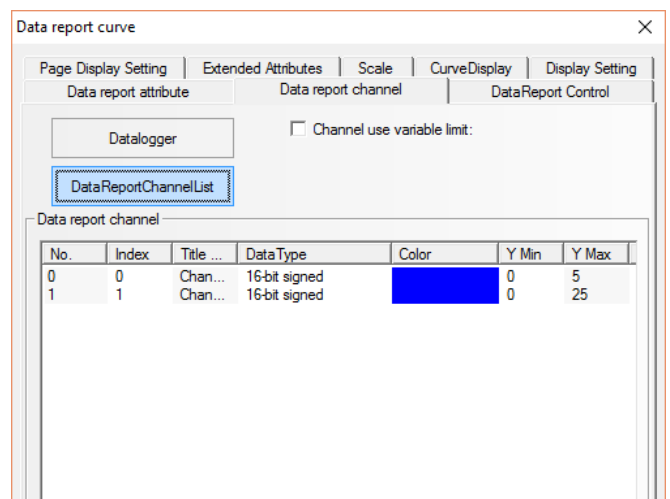 Data report curve
Page Display Setting Extended Attributes Scale CurveDisplay Display Setting
Data report attribute Data report channel DataReport Control
Datalogger Channel use variable limit:
DataReportChannelList
Data report channel
No. Index Title ... DataType Color Y Min Y Max
0 0 Chan... 16-bit signed 0 5
1 1 Chan... 16-bit signed 0 25